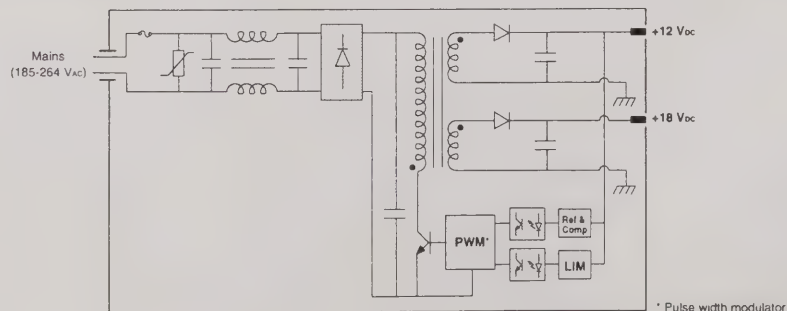 +12 VDC
Mains
(185-264 VAC)
+18 VDC
PWM*
Ref &
Comp
LIM
* Pulse width modulator